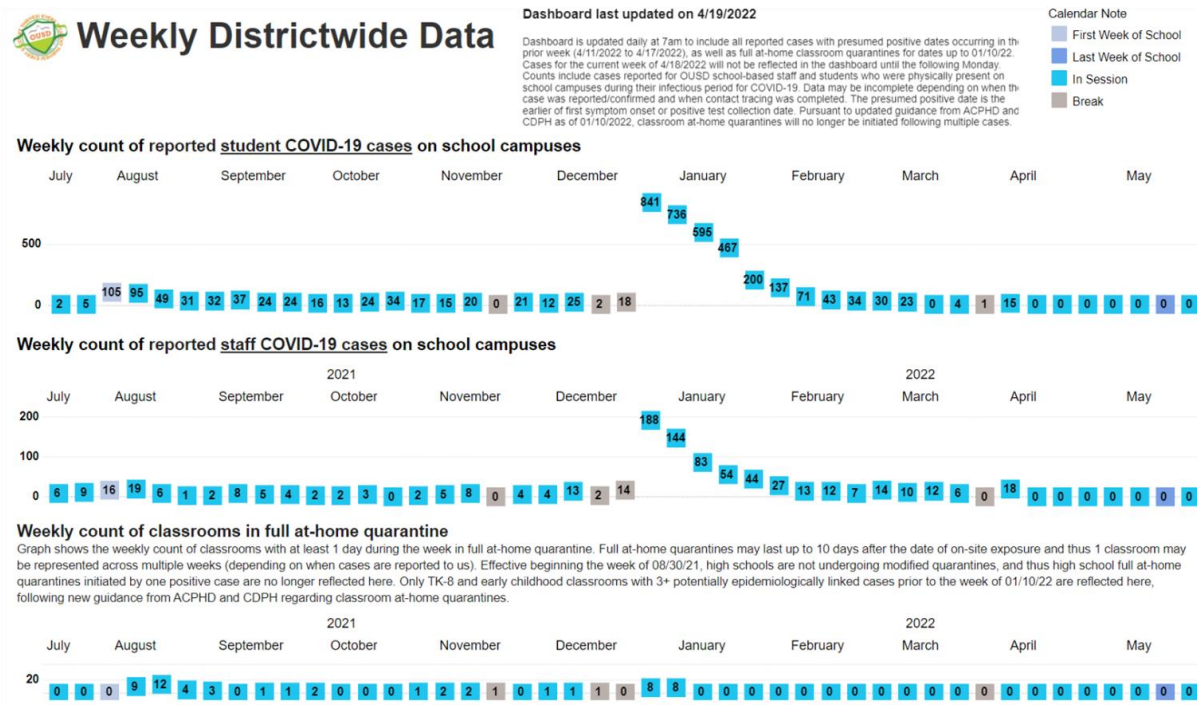 OUSD
Weekly Districtwide Data
Dashboard last updated on 4/19/2022
Dashboard is updated daily at 7am to include all reported cases with presumed positive dates occurring in the
prior week (4/11/2022 to 4/17/2022), as well as full at-home classroom quarantines for dates up to 01/10/22.
Cases for the current week of 4/18/2022 will not be reflected in the dashboard until the following Monday.
Counts include cases reported for OUSD school-based staff and students who were physically present on
school campuses during their infectious period for COVID-19. Data may be incomplete depending on when the
case was reported/confirmed and when contact tracing was completed. The presumed positive date is the
earlier of first symptom onset or positive test collection date. Pursuant to updated guidance from ACPHD and
CDPH as of 01/10/2022, classroom at-home quarantines will no longer be initiated following multiple cases.
Calendar Note
First Week of School
Last Week of School
In Session
Break
Weekly count of reported student COVID-19 cases on school campuses
July August September October November December January February March April May
500
0
2 5 105 95 49 31 32 37 24 24 16 13 24 34 17 15 20 0 21 12 25 2 18 841 736 595 467 200 137 71 43 34 30 23 0 4 1 15 0 0 0 0 0 0 0
Weekly count of reported staff COVID-19 cases on school campuses
2021 2022
July August September October November December January February March April May
200
100
0
6 9 16 19 6 1 2 8 5 4 2 2 3 0 2 5 8 0 4 4 13 2 14 188 144 83 54 44 27 13 12 7 14 10 12 6 0 18 0 0 0 0 0 0 0
Weekly count of classrooms in full at-home quarantine
Graph shows the weekly count of classrooms with at least 1 day during the week in full at-home quarantine. Full at-home quarantines may last up to 10 days after the date of on-site exposure and thus 1 classroom may
be represented across multiple weeks (depending on when cases are reported to us). Effective beginning the week of 08/30/21, high schools are not undergoing modified quarantines, and thus high school full at-home
quarantines initiated by one positive case are no longer reflected here. Only TK-8 and early childhood classrooms with 3+ potentially epidemiologically linked cases prior to the week of 01/10/22 are reflected here,
following new guidance from ACPHD and CDPH regarding classroom at-home quarantines.
2021 2022
July August September October November December January February March April May
20
0 0 0 9 12 4 3 0 1 1 2 0 0 0 1 2 2 1 0 1 1 1 0 8 8 0 0 0 0 0 0 0 0 0 0 0 0 0 0 0 0 0 0 0 0